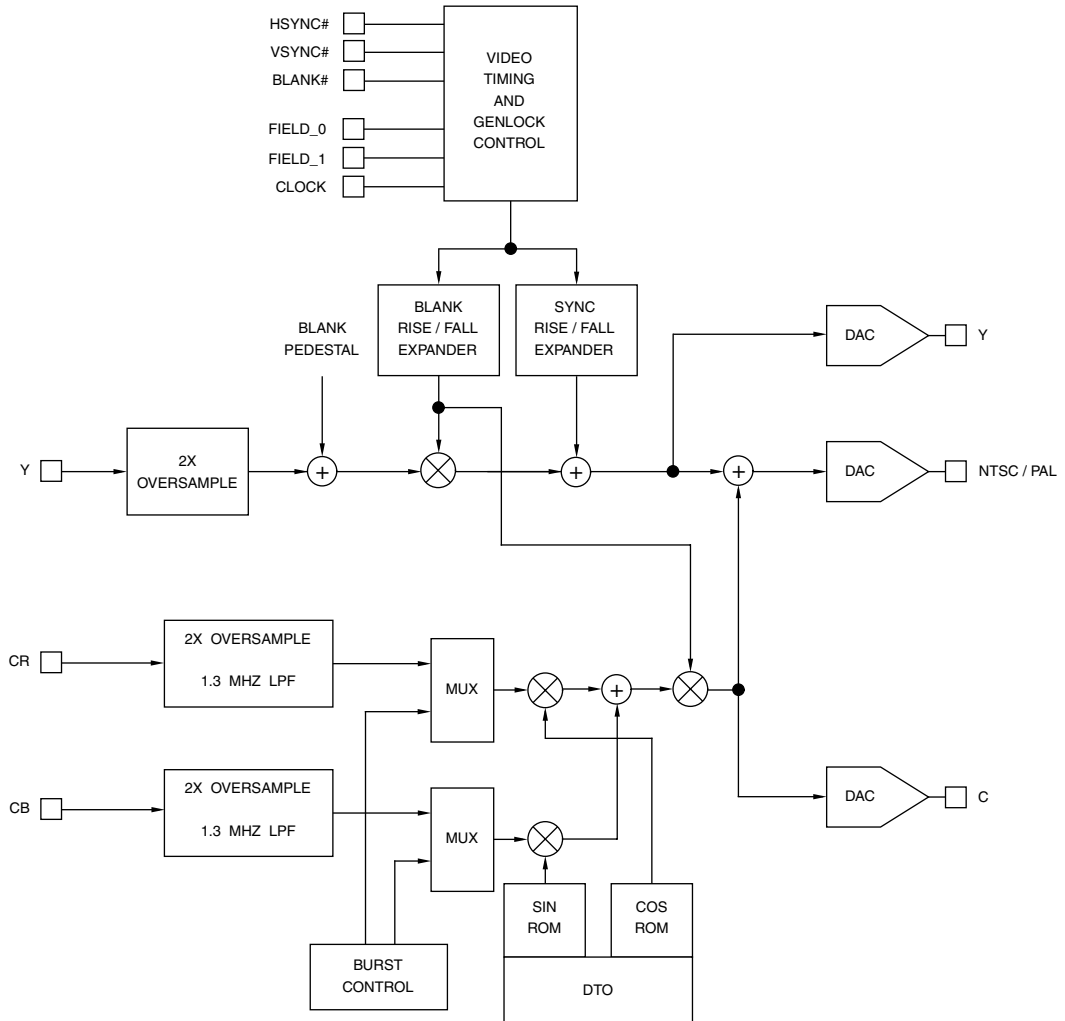 HSYNC#
VSYNC#
BLANK#
FIELD_0
FIELD_1
CLOCK
VIDEO
TIMING
AND
GENLOCK
CONTROL
BLANK
PEDESTAL
BLANK
RISE / FALL
EXPANDER
SYNC
RISE / FALL
EXPANDER
DAC
Y
Y
2X
OVERSAMPLE
+
+
+
DAC
NTSC / PAL
CR
2X OVERSAMPLE
1.3 MHZ LPF
MUX
+
CB
2X OVERSAMPLE
1.3 MHZ LPF
MUX
DAC
C
SIN
ROM
COS
ROM
BURST
CONTROL
DTO